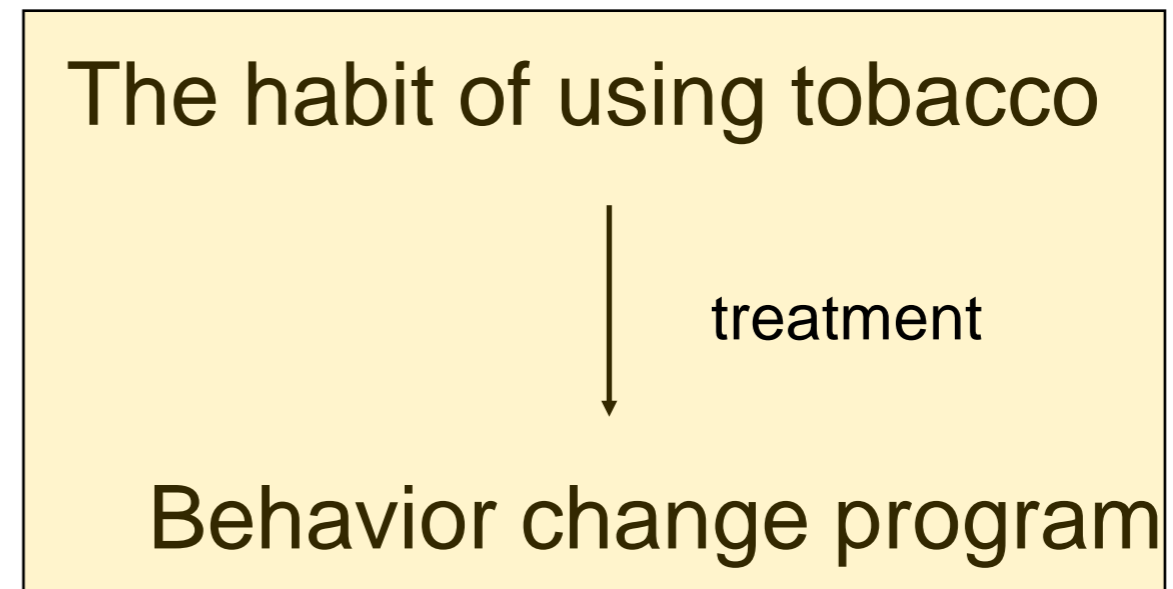 The habit of using tobacco
treatment
Behavior change program